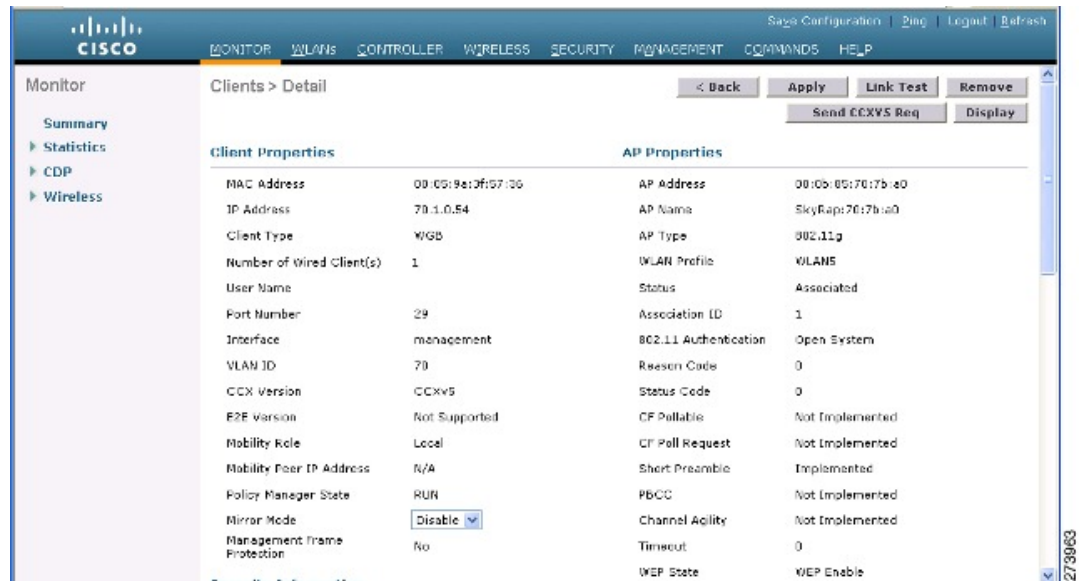 Save Configuration | Ping | Logout | Refresh
CISCO
MONITOR WLANs CONTROLLER WIRELESS SECURITY MANAGEMENT COMMANDS HELP
Monitor
Summary
Statistics
CDP
Wireless
Clients > Detail
< Back Apply Link Test Remove
Send CCXV5 Req Display
Client Properties AP Properties
MAC Address 00:05:9a:3f:57:36 AP Address 00:0b:85:70:7b:a0
IP Address 70.1.0.54 AP Name SkyRap:70:7b:a0
Client Type WGB AP Type 802.11g
Number of Wired Client(s) 1 WLAN Profile WLAN5
User Name Status Associated
Port Number 29 Association ID 1
Interface management 802.11 Authentication Open System
VLAN ID 70 Reason Code 0
CCX Version CCXv5 Status Code 0
E2E Version Not Supported CF Pollable Not Implemented
Mobility Role Local CF Poll Request Not Implemented
Mobility Peer IP Address N/A Short Preamble Implemented
Policy Manager State RUN PBCC Not Implemented
Mirror Mode Disable Channel Agility Not Implemented
Management Frame Protection No Timeout 0
WEP State WEP Enable
273963